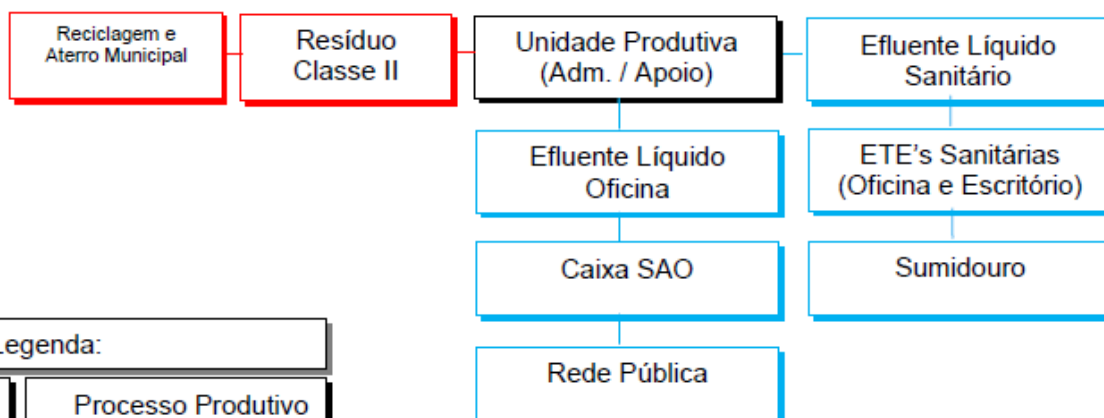 Reciclagem e
Aterro Municipal
Resíduo
Classe II
Unidade Produtiva
(Adm. / Apoio)
Efluente Líquido
Sanitário
Efluente Líquido
Oficina
ETE's Sanitárias
(Oficina e Escritório)
Caixa SAO
Sumidouro
Rede Pública
Legenda:
Processo Produtivo